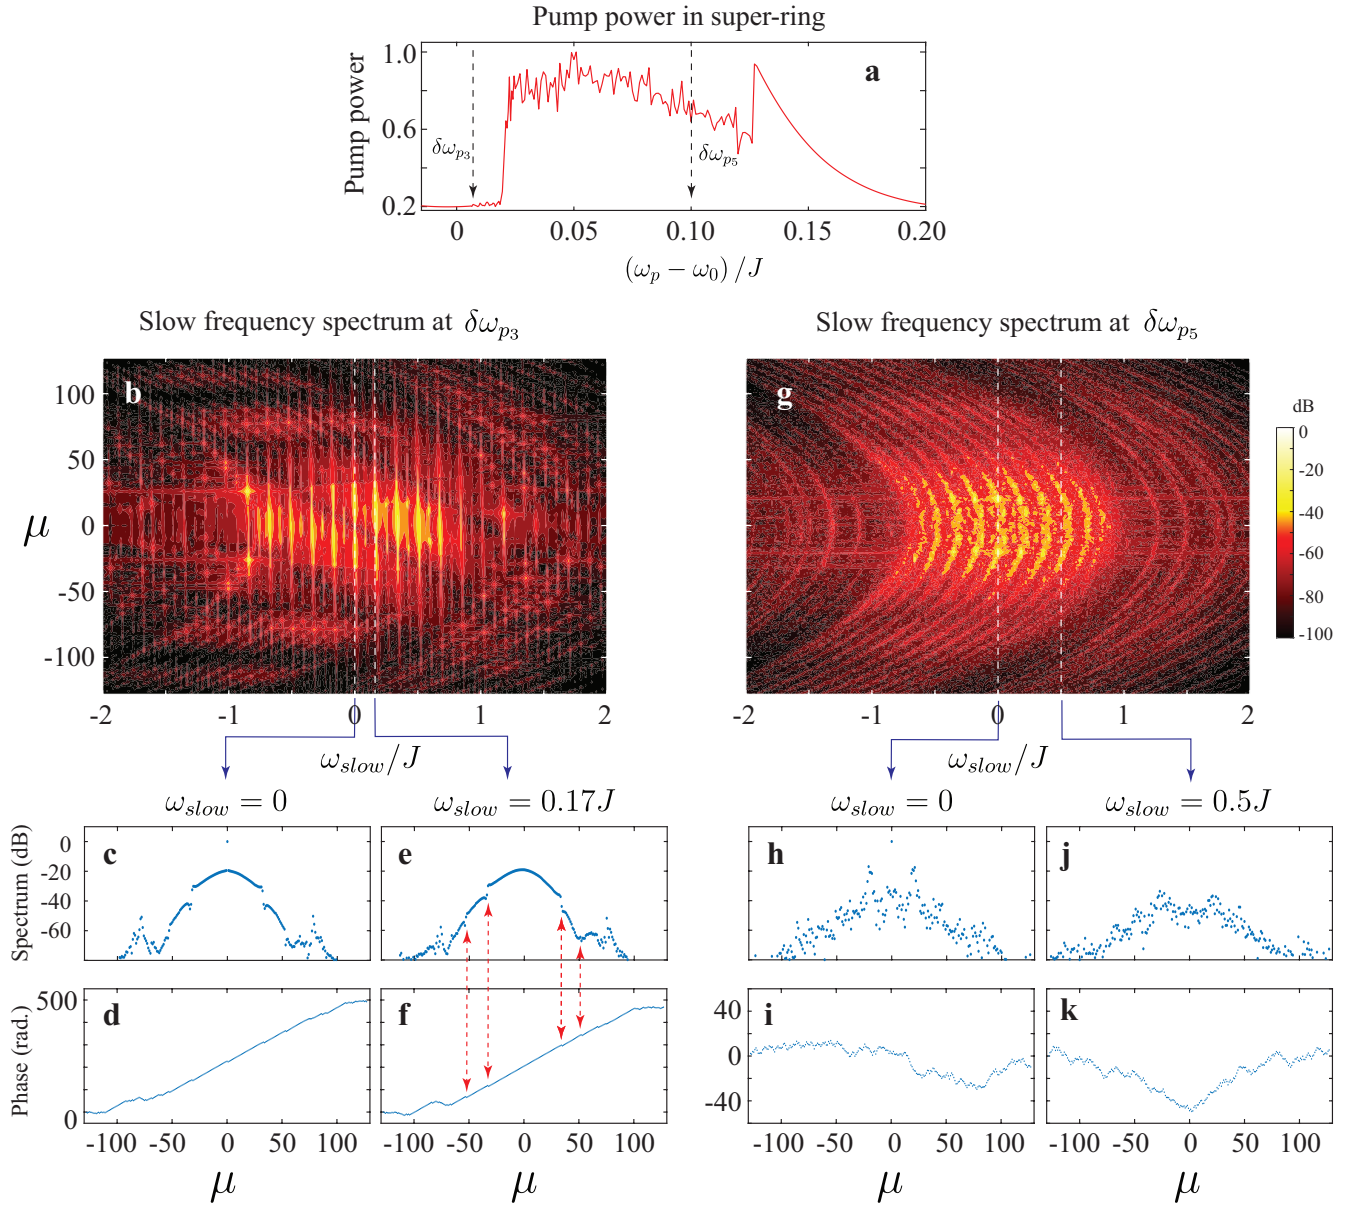 Pump power in super-ring
a
Pump power
1.0
0.6
0.2
δω_{p_3}
δω_{p_5}
0 0.05 0.10 0.15 0.20
(ω_p − ω_0) /J
Slow frequency spectrum at δω_{p_3}
b
μ
100
50
0
-50
-100
-2 -1 0 1 2
ω_{slow}/J
Slow frequency spectrum at δω_{p_5}
g
-2 -1 0 1 2
ω_{slow}/J
dB
0
-20
-40
-60
-80
-100
ω_{slow} = 0
ω_{slow} = 0.17J
ω_{slow} = 0
ω_{slow} = 0.5J
Spectrum (dB)
0
-20
-40
-60
c
e
h
j
Phase (rad.)
500
0
d
f
40
0
-40
i
k
-100 -50 0 50 100
-100 -50 0 50 100
-100 -50 0 50 100
-100 -50 0 50 100
μ
μ
μ
μ